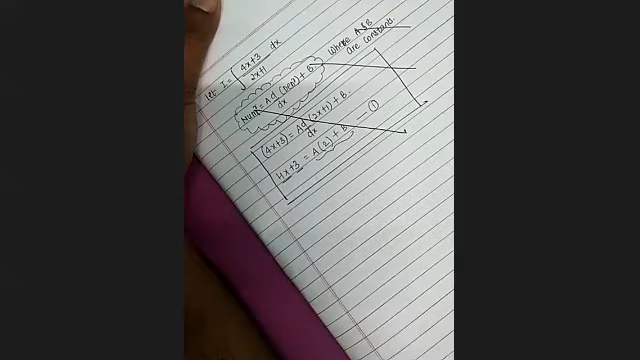 let I = ∫ 4x+3 / 2x+1 dx
Numr = A d/dx (Denr) + B. where A & B are constants.
(4x+3) = A d/dx (2x+1) + B.
4x+3 = A(2) + B — ①